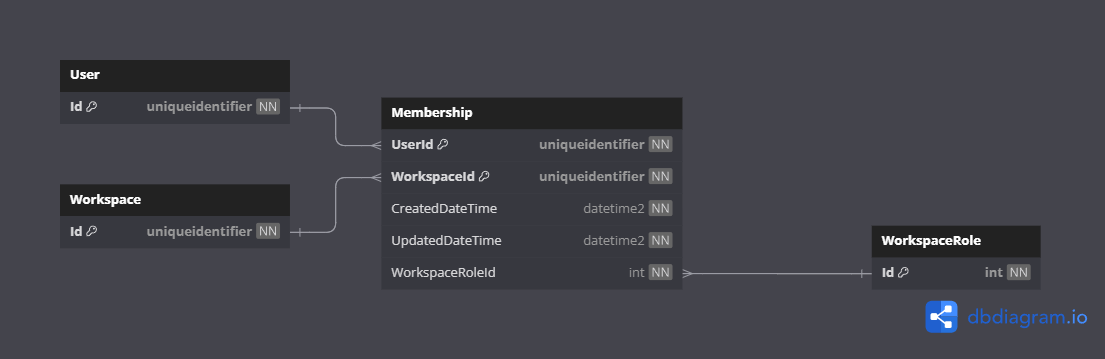 User
Id uniqueidentifier NN
Workspace
Id uniqueidentifier NN
Membership
UserId uniqueidentifier NN
WorkspaceId uniqueidentifier NN
CreatedDateTime datetime2 NN
UpdatedDateTime datetime2 NN
WorkspaceRoleId int NN
WorkspaceRole
Id int NN
dbdiagram.io